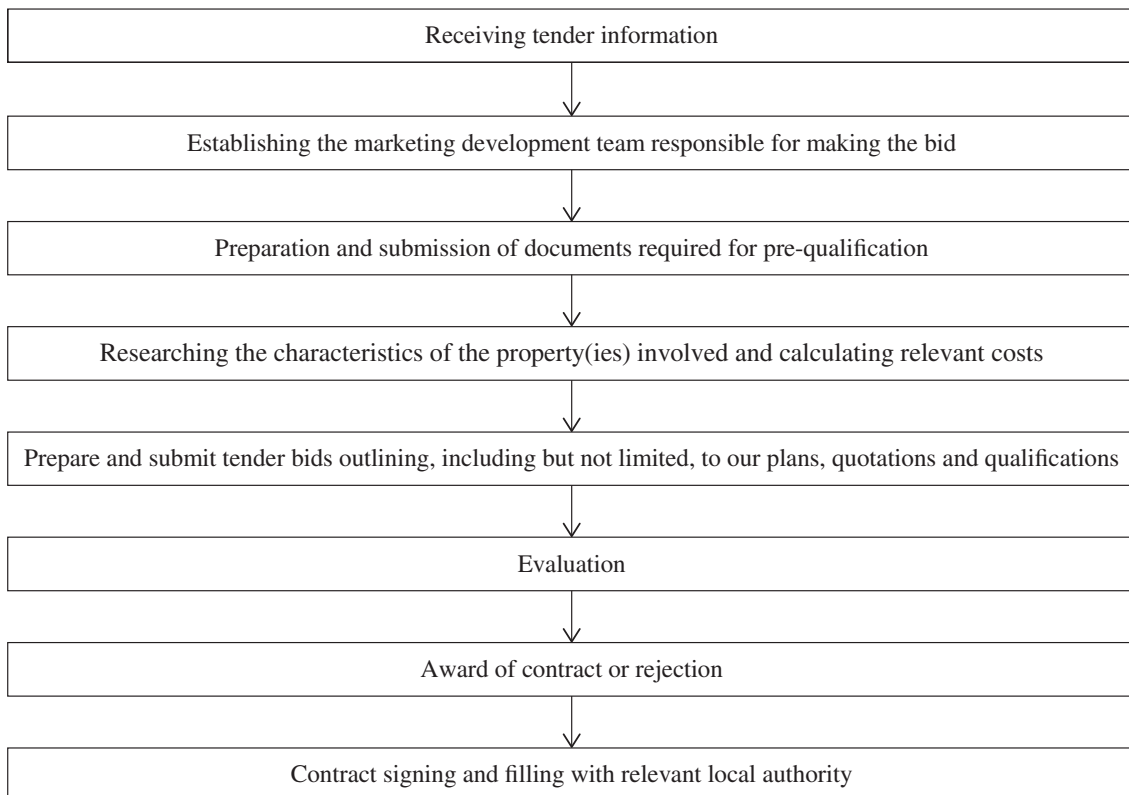 Receiving tender information
Establishing the marketing development team responsible for making the bid
Preparation and submission of documents required for pre-qualification
Researching the characteristics of the property(ies) involved and calculating relevant costs
Prepare and submit tender bids outlining, including but not limited, to our plans, quotations and qualifications
Evaluation
Award of contract or rejection
Contract signing and filling with relevant local authority